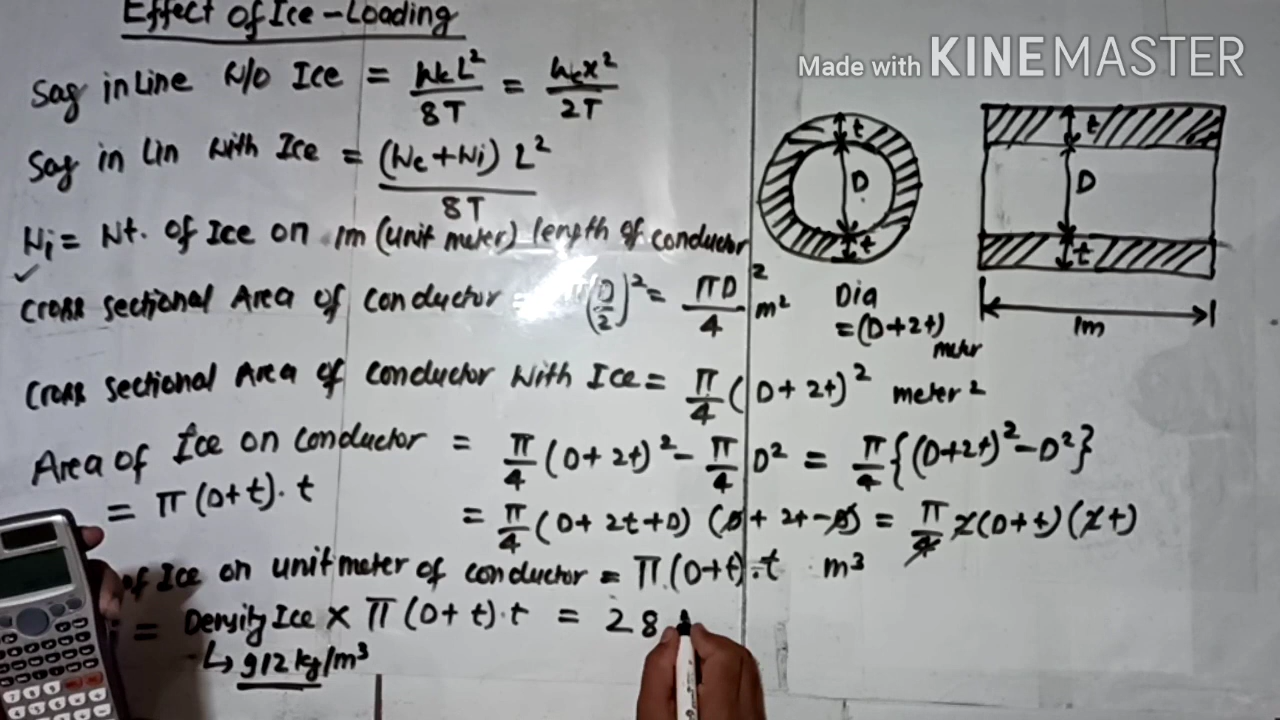 Effect of Ice-Loading
Made with KINEMASTER
Sag in Line W/O Ice = WcL²/8T = Wcx²/2T
Sag in Lin With Ice = (Wc+Wi) L²/8T
Wi = Wt. of Ice on 1m (unit meter) length of conductor
Cross sectional Area of conductor = (D/2)² = πD²/4 m²
Cross sectional Area of conductor With Ice = π/4 (D+2t)² meter²
Area of Ice on conductor = π/4 (D+2t)² - π/4 D² = π/4 {(D+2t)² - D²}
= π(D+t).t
= π/4 (D+2t+D) (D+2t-D) = π/4 2(D+t)(2t)
of Ice on unit meter of conductor = π.(D+t).t m³
i = Density Ice × π(D+t).t = 28
↳ 912 kg/m³
t
D
t
Dia
= (D+2t)
meter
t
D
t
1m